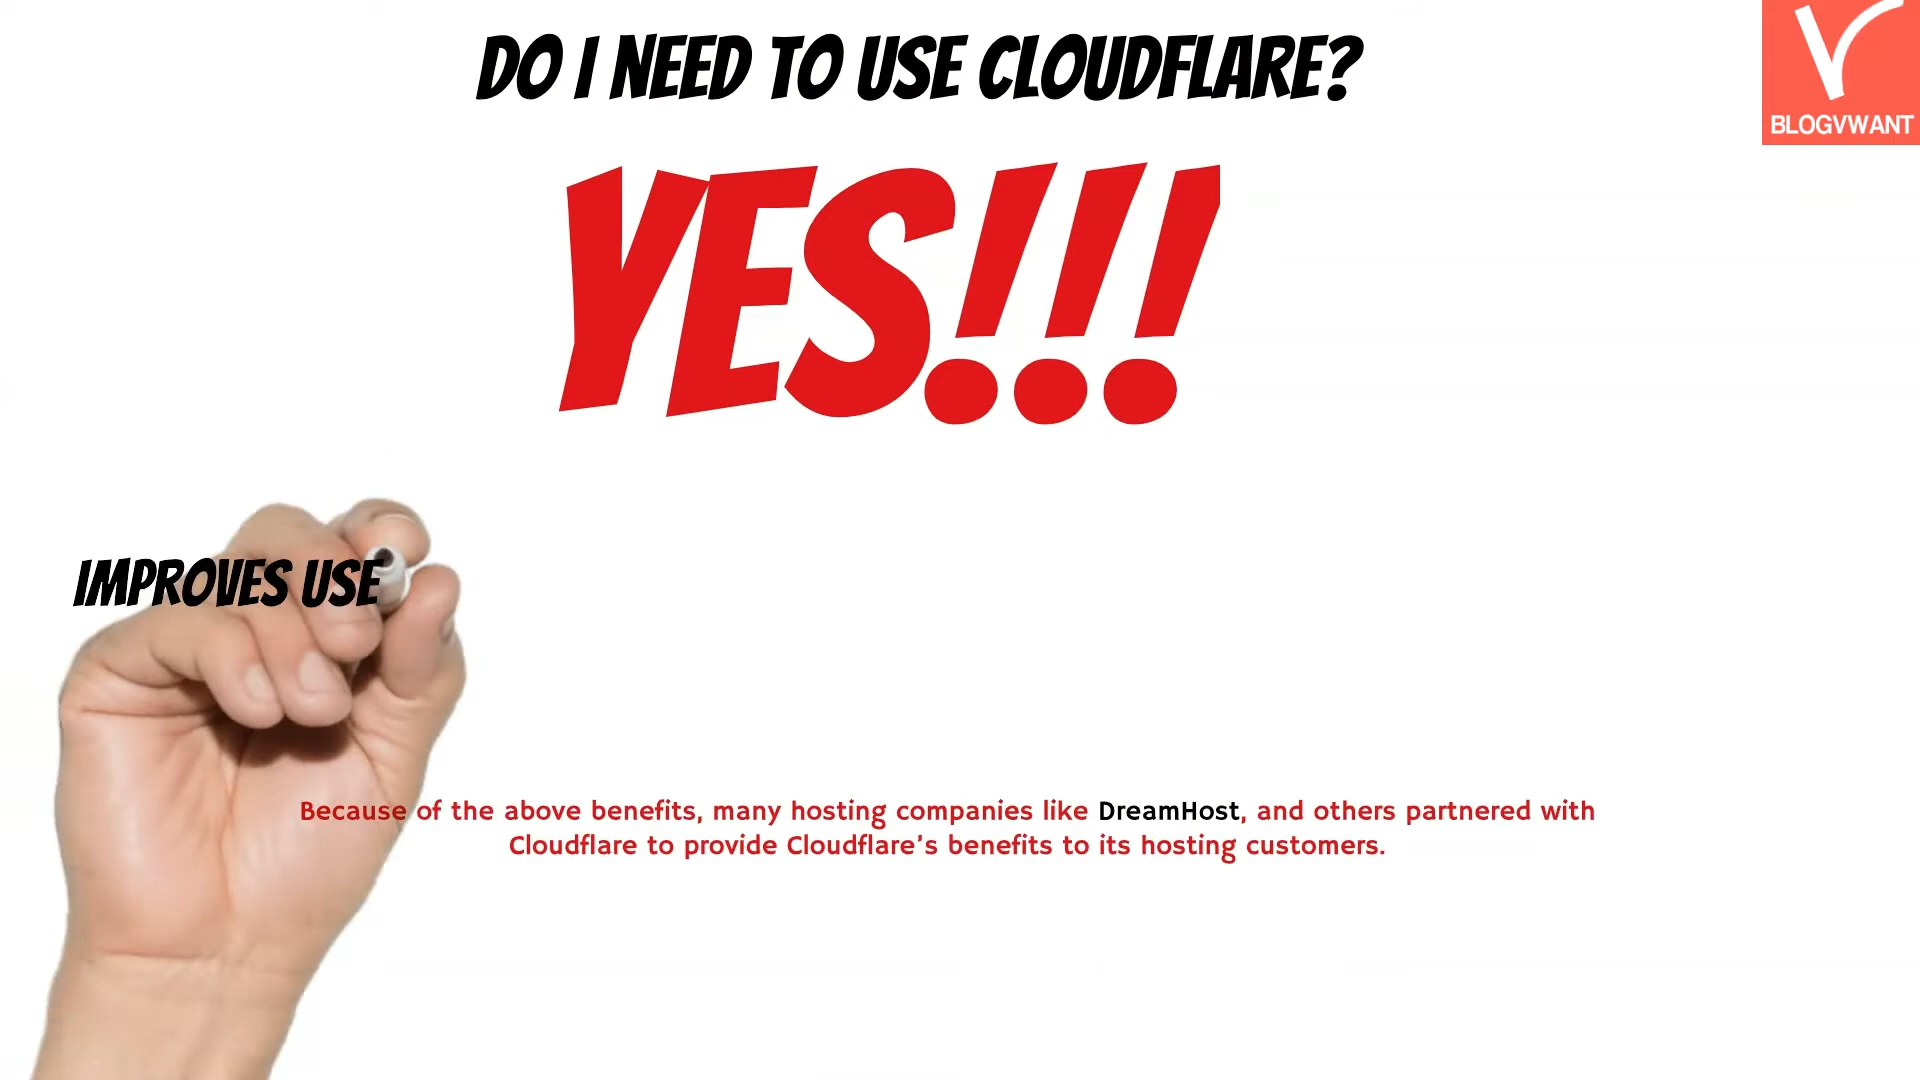 DO I NEED TO USE CLOUDFLARE?
BLOGVWANT
YES!!!
IMPROVES USE
Because of the above benefits, many hosting companies like DreamHost, and others partnered with
Cloudflare to provide Cloudflare's benefits to its hosting customers.